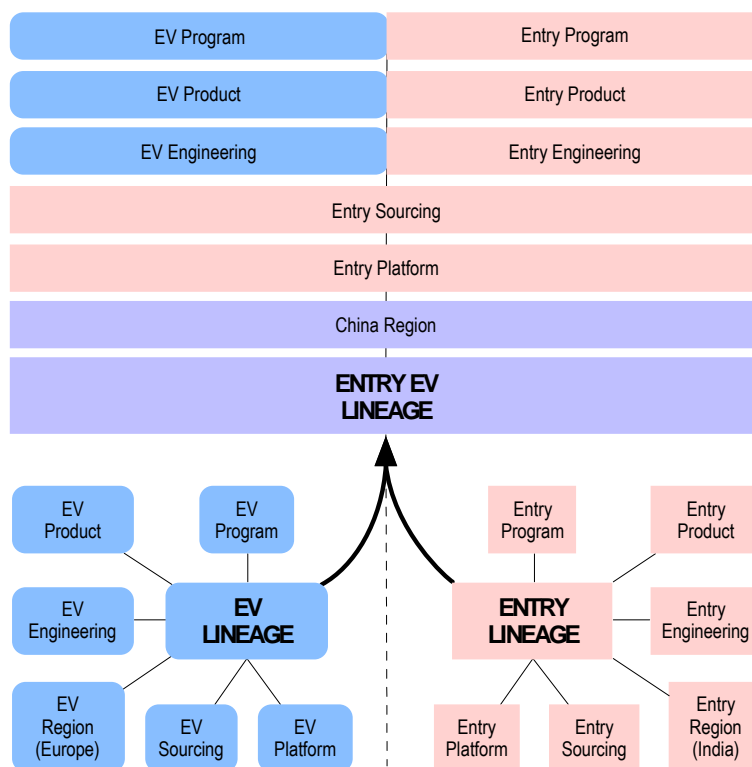 EV Program
Entry Program
EV Product
Entry Product
EV Engineering
Entry Engineering
Entry Sourcing
Entry Platform
China Region
ENTRY EV
LINEAGE
EV
Product
EV
Program
Entry
Program
Entry
Product
EV
Engineering
EV
LINEAGE
ENTRY
LINEAGE
Entry
Engineering
EV
Region
(Europe)
EV
Sourcing
EV
Platform
Entry
Platform
Entry
Sourcing
Entry
Region
(India)